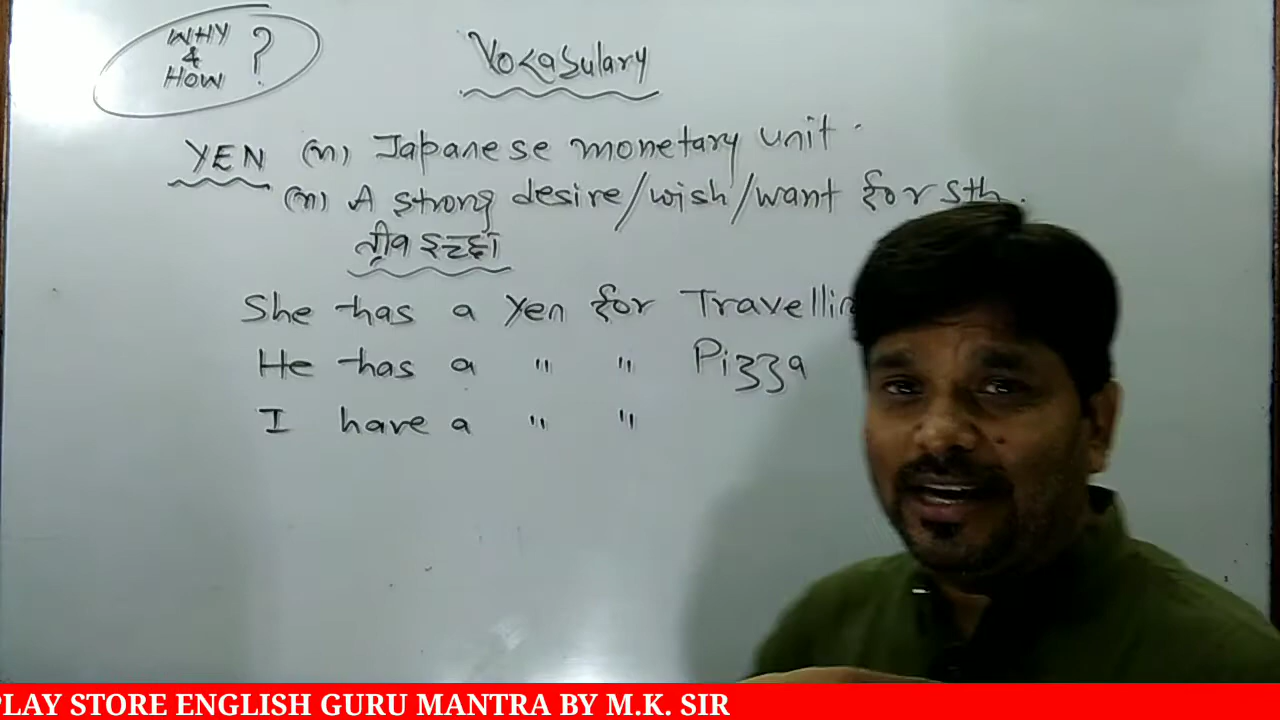 WHY
&
HOW ?
Vocabulary
YEN (n) Japanese monetary unit.
(n) A strong desire/wish/want for sth.
तीव्र इच्छा
She has a Yen for Travellin
He has a " " Pizza
I have a " "
PLAY STORE ENGLISH GURU MANTRA BY M.K. SIR